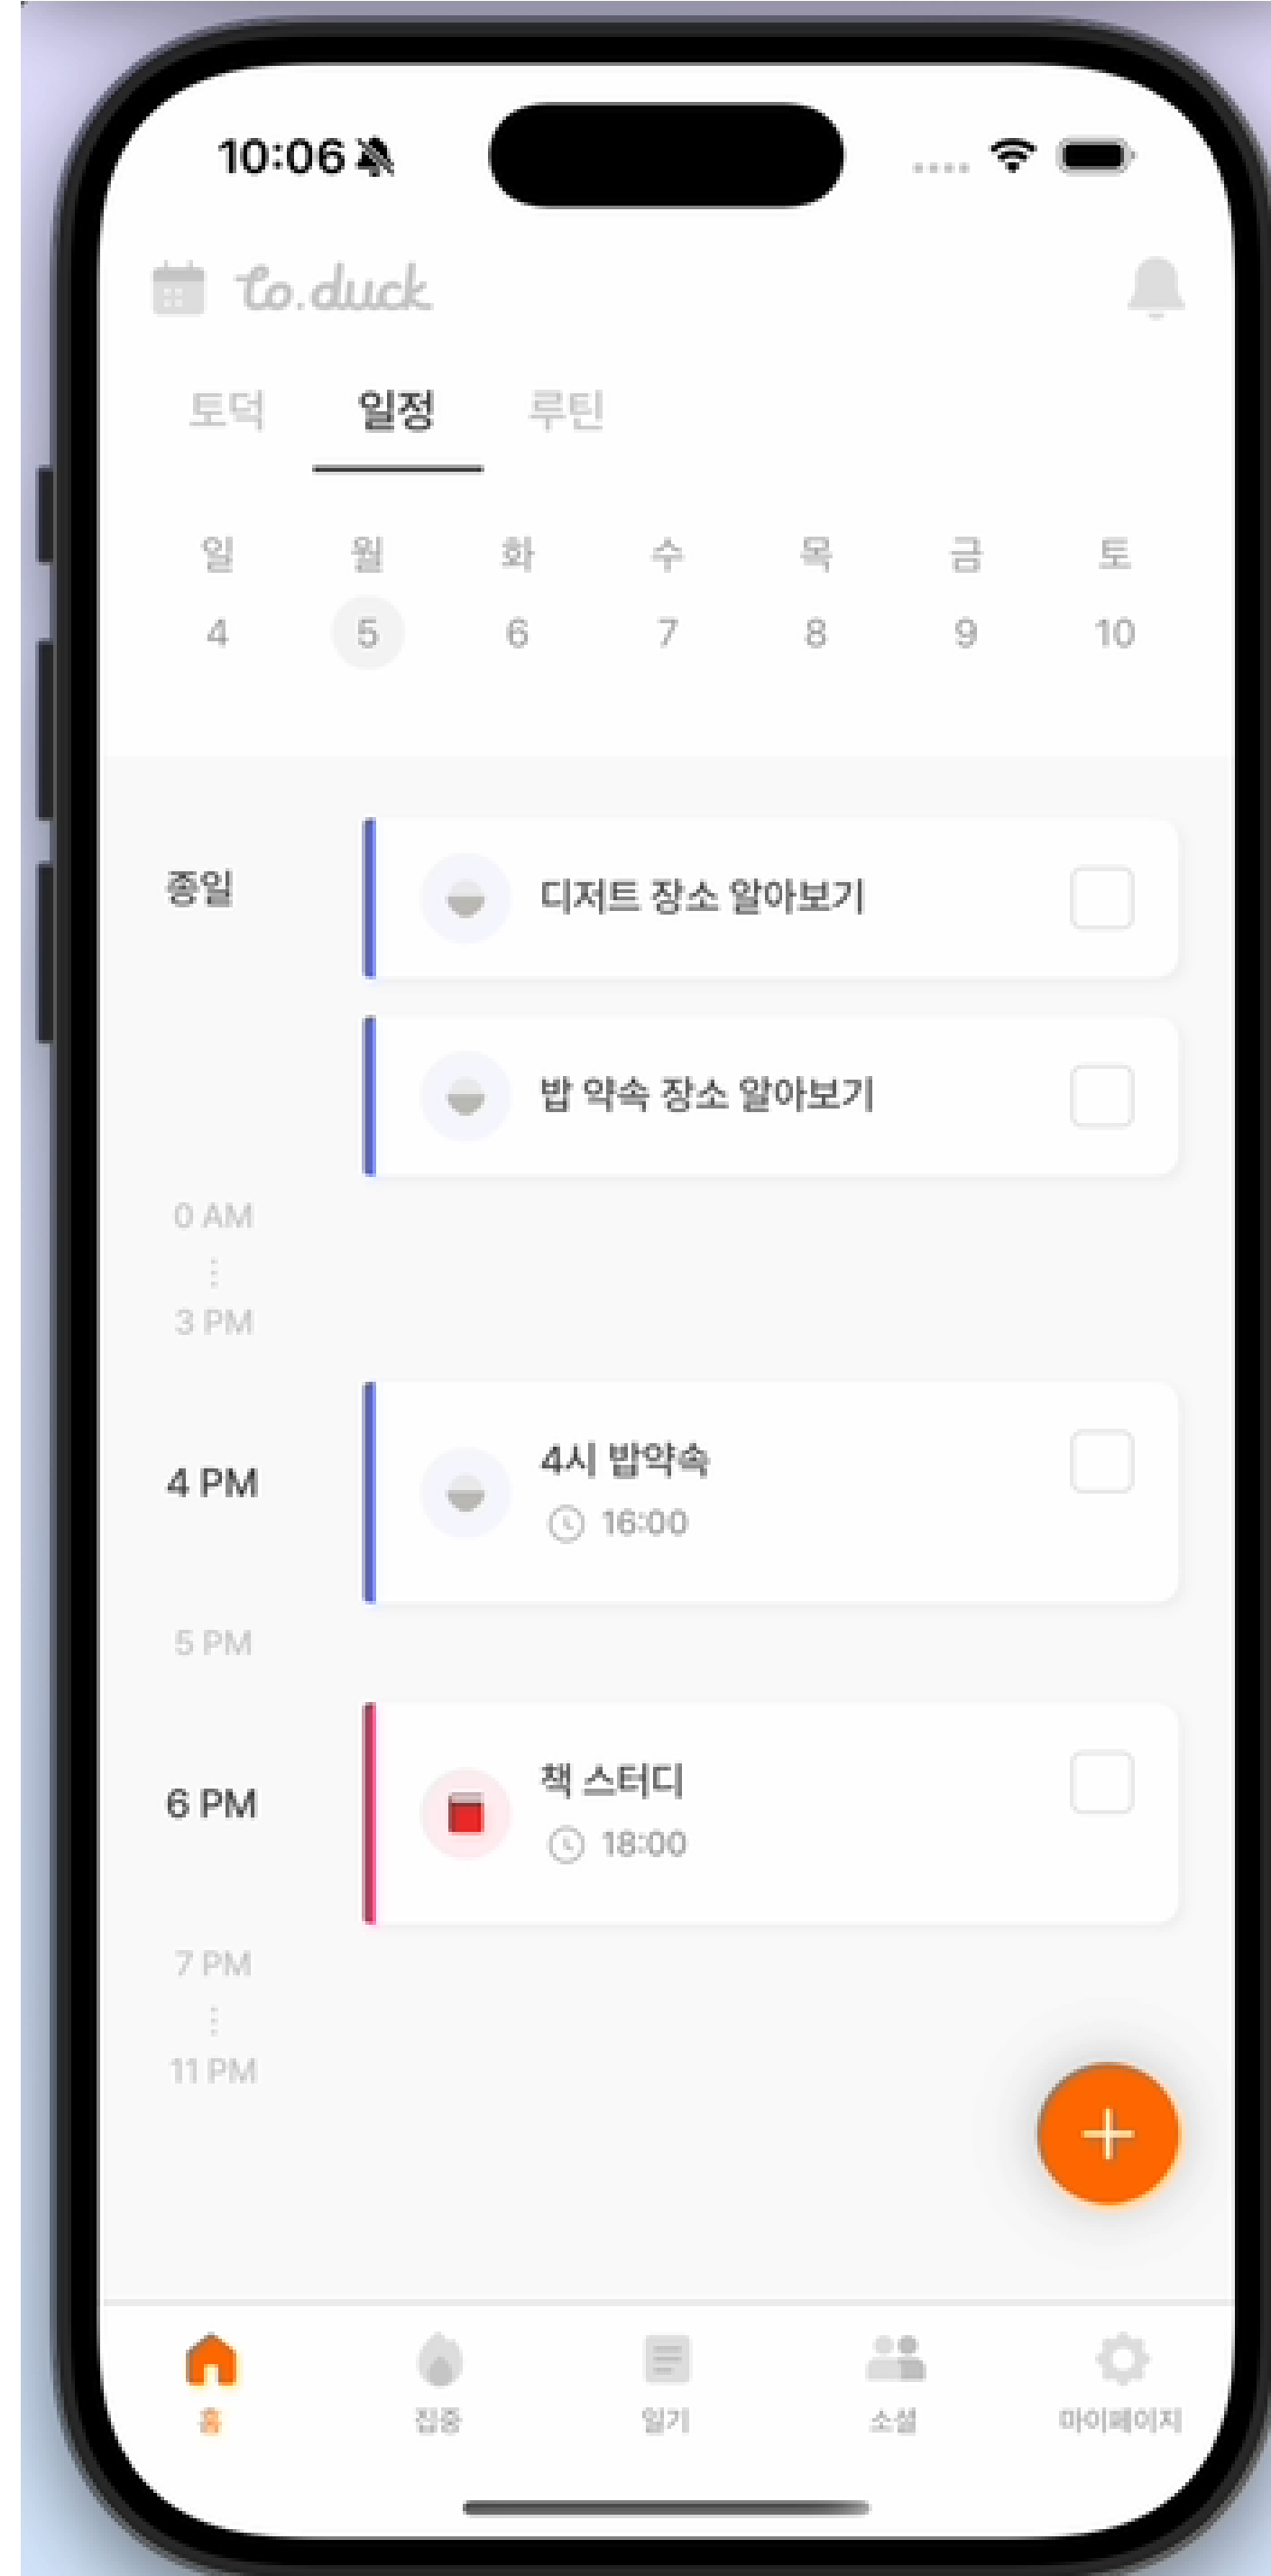 10:06
to.duck
토덕 일정 루틴
일 월 화 수 목 금 토
4 5 6 7 8 9 10
종일
디저트 장소 알아보기
밥 약속 장소 알아보기
0 AM
3 PM
4 PM
4시 밥약속
16:00
5 PM
6 PM
책 스터디
18:00
7 PM
11 PM
홈 집중 일기 소셜 마이페이지